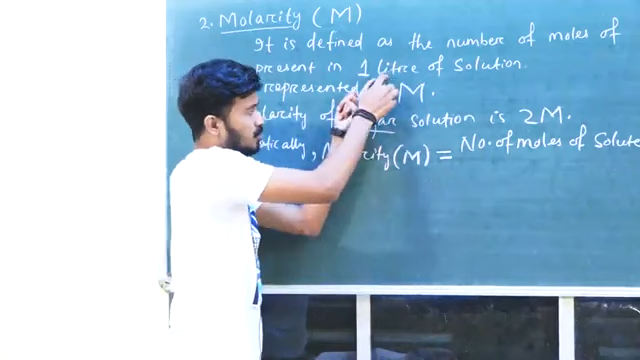 2. Molarity (M)
It is defined as the number of moles of
present in 1 litre of Solution.
represented M.
of solution is 2M.
(M) = No. of moles of Solute